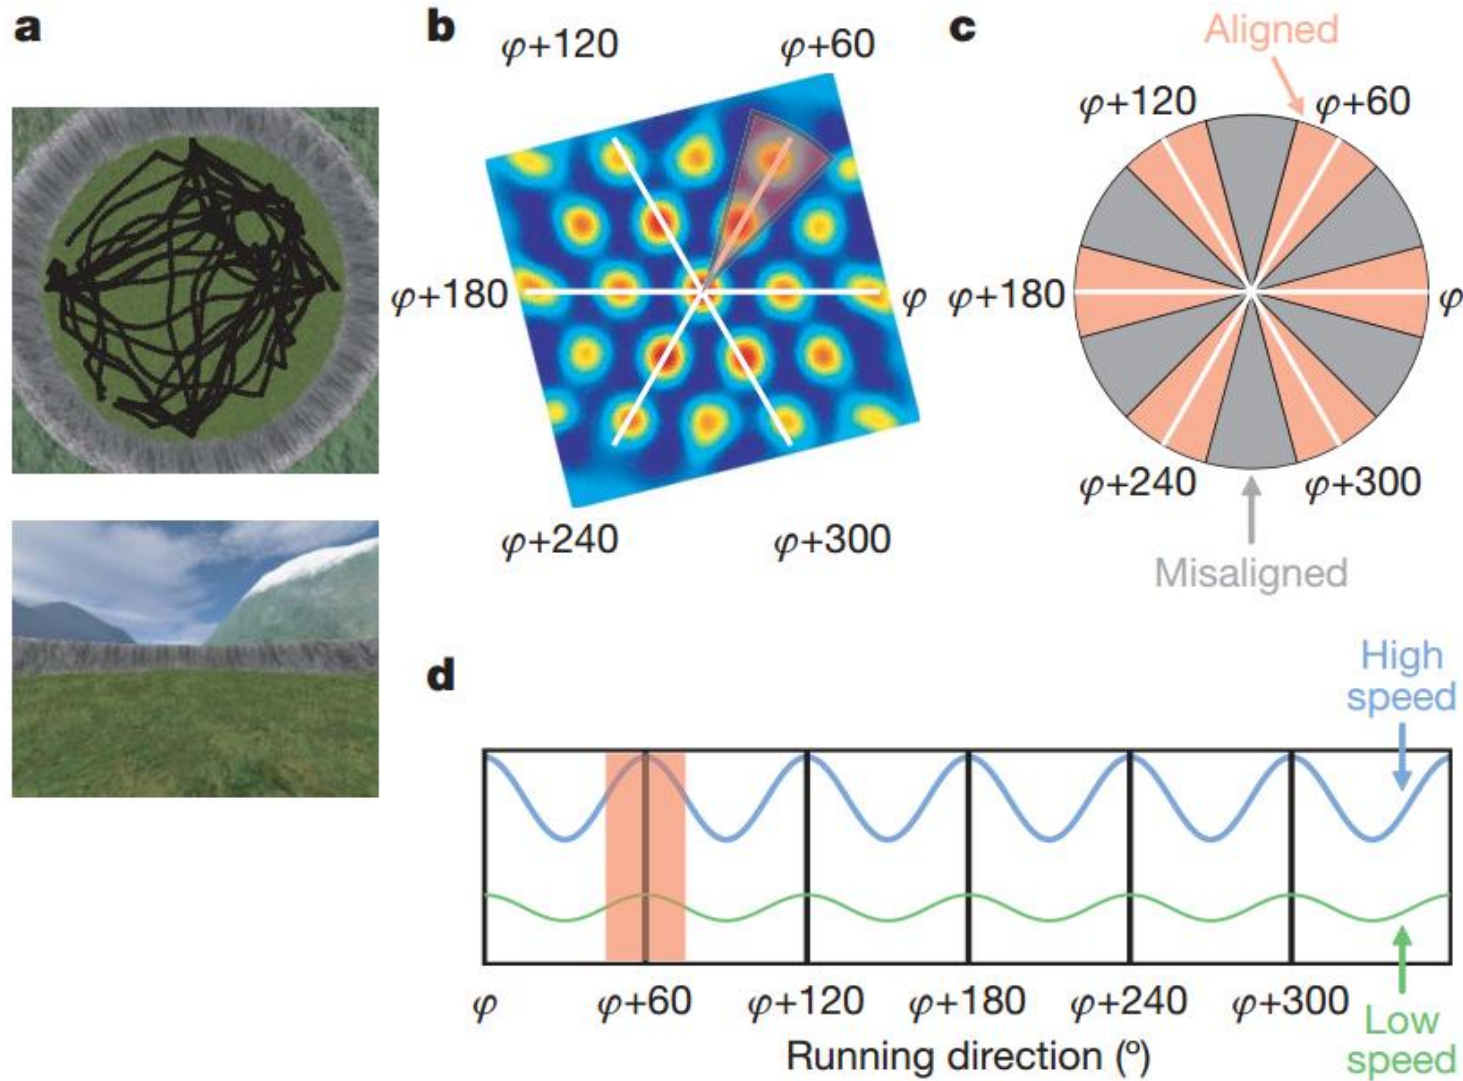 a
b
φ+120
φ+60
φ+180
φ
φ+240
φ+300
c
Aligned
φ+120
φ+60
φ+180
φ
φ+240
φ+300
Misaligned
d
High
speed
φ
φ+60
φ+120
φ+180
φ+240
φ+300
Low
speed
Running direction (º)